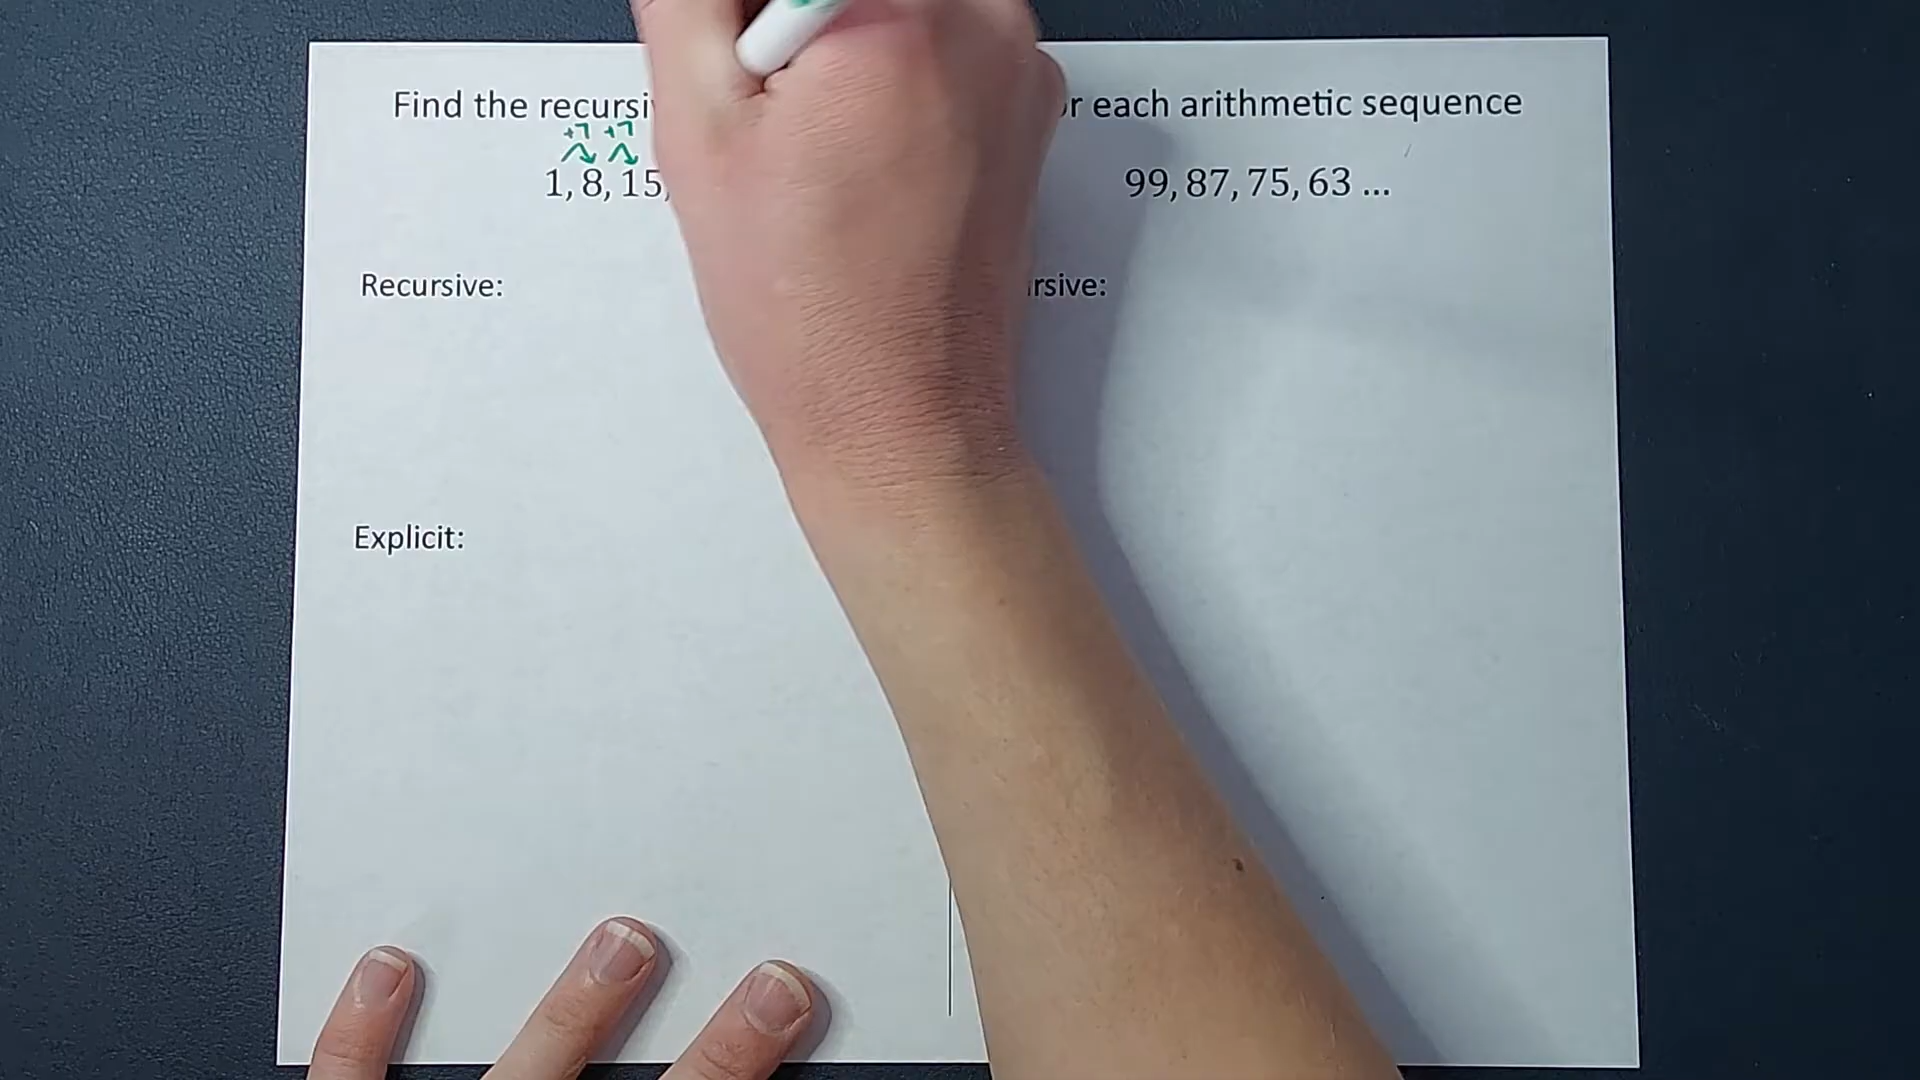 Find the recursi r each arithmetic sequence
+7 +7
1, 8, 15, 99, 87, 75, 63 ...
Recursive: rsive:
Explicit: